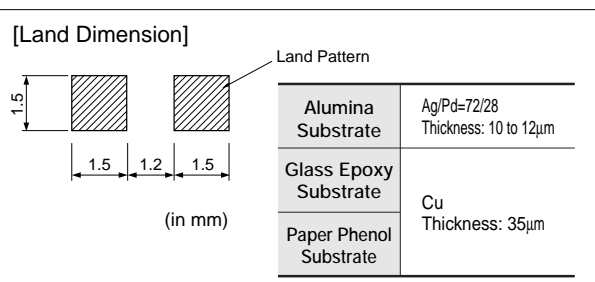 [Land Dimension]
Land Pattern
1.5
1.5 1.2 1.5
(in mm)
Alumina
Substrate
Ag/Pd=72/28
Thickness: 10 to 12μm
Glass Epoxy
Substrate
Cu
Thickness: 35μm
Paper Phenol
Substrate